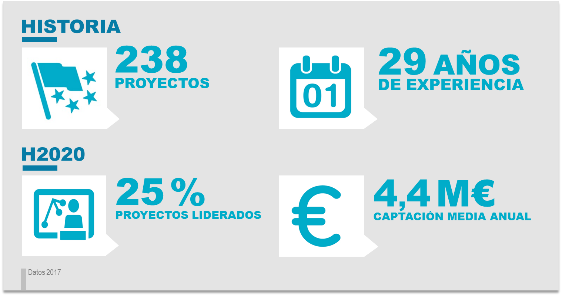 HISTORIA
238
PROYECTOS
01
29 AÑOS
DE EXPERIENCIA
H2020
25 %
PROYECTOS LIDERADOS
€
4,4 M€
CAPTACIÓN MEDIA ANUAL
Datos 2017